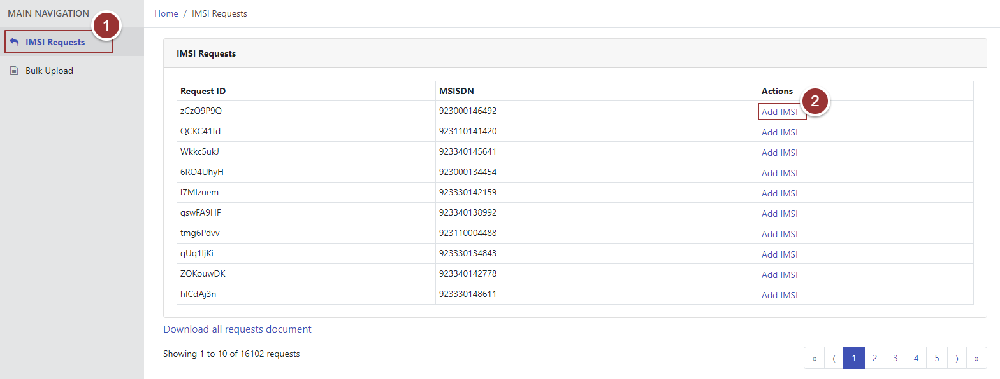 MAIN NAVIGATION
1
IMSI Requests
Bulk Upload
Home / IMSI Requests
IMSI Requests
Request ID MSISDN Actions
2
zCzQ9P9Q 923000146492 Add IMSI
QCKC41td 923110141420 Add IMSI
Wkkc5ukJ 923340145641 Add IMSI
6RO4UhyH 923000134454 Add IMSI
I7MIzuem 923330142159 Add IMSI
gswFA9HF 923340138992 Add IMSI
tmg6Pdvv 923110004488 Add IMSI
qUq1ljKi 923330134843 Add IMSI
ZOKouwDK 923340142778 Add IMSI
hICdAj3n 923330148611 Add IMSI
Download all requests document
Showing 1 to 10 of 16102 requests
« ⟨ 1 2 3 4 5 ⟩ »